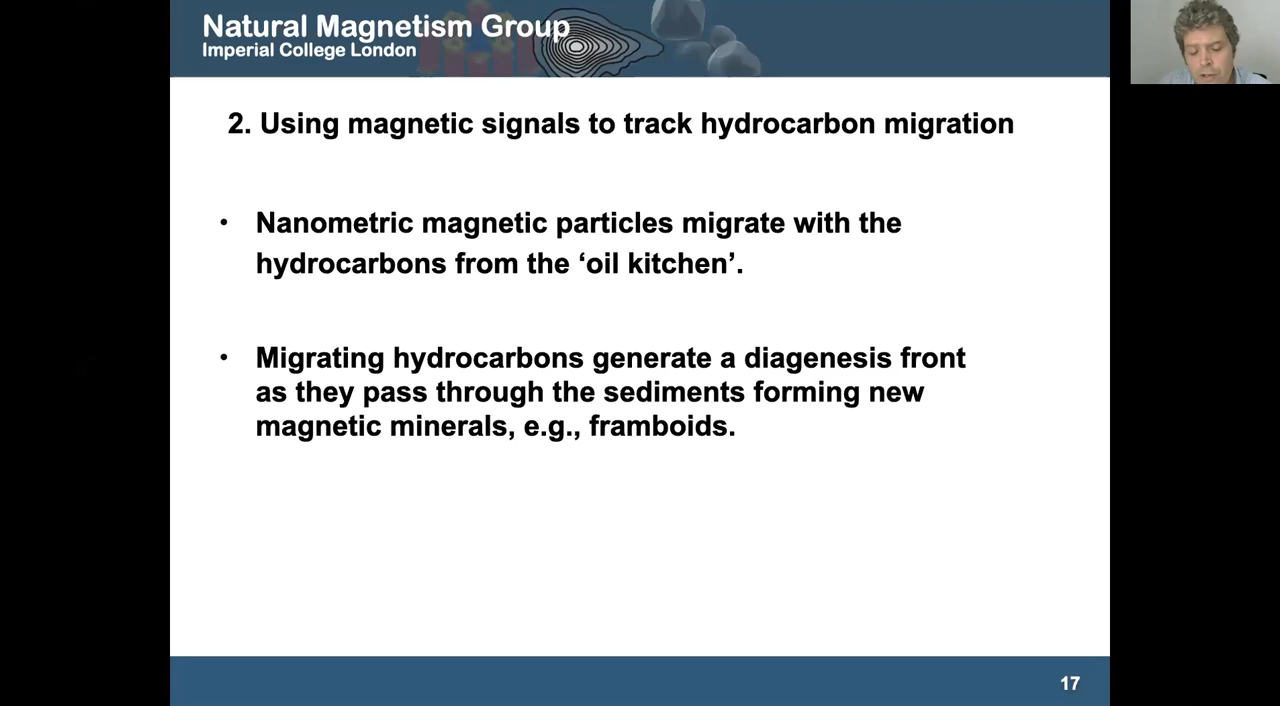 Natural Magnetism Group
Imperial College London
2. Using magnetic signals to track hydrocarbon migration
• Nanometric magnetic particles migrate with the
hydrocarbons from the ‘oil kitchen’.
• Migrating hydrocarbons generate a diagenesis front
as they pass through the sediments forming new
magnetic minerals, e.g., framboids.
17